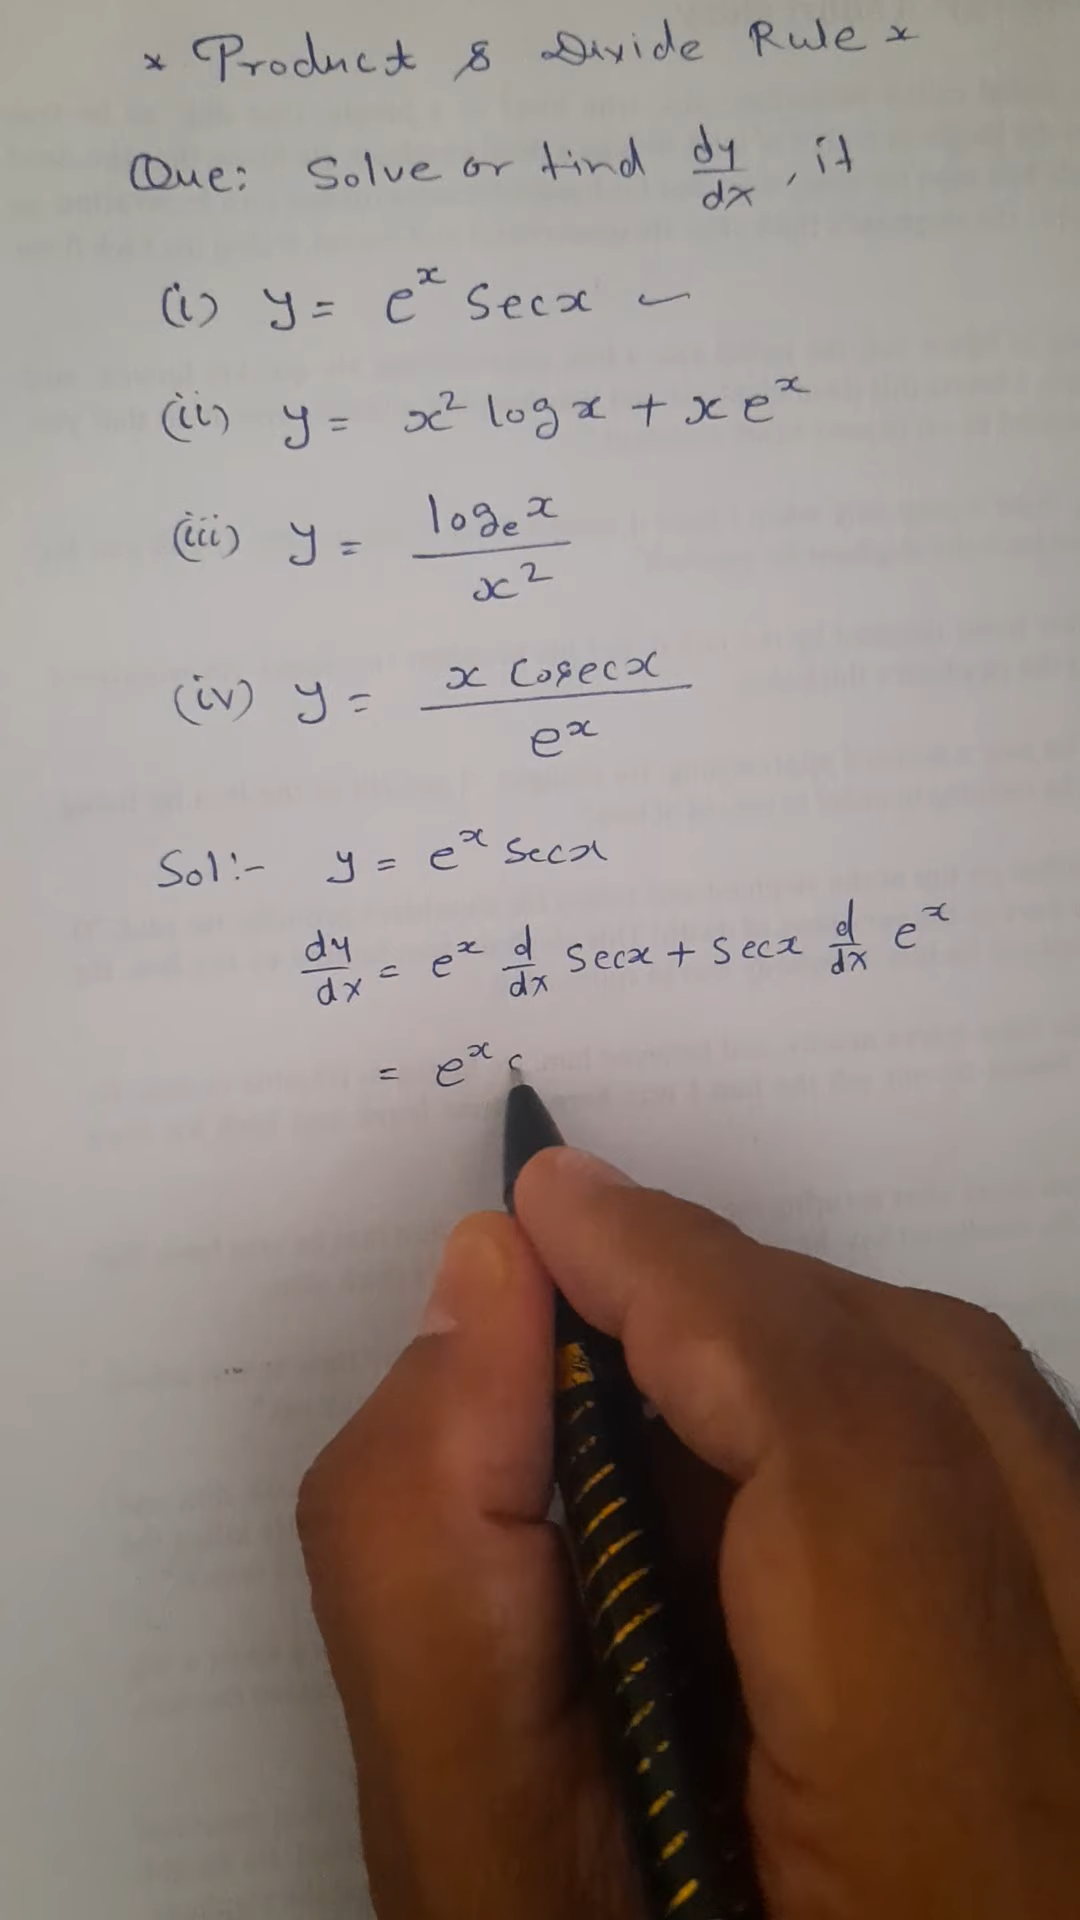 * Product & Divide Rule *
Que: Solve or find dy/dx, if
(i) y = e^x Secx
(ii) y = x² log x + x e^x
(iii) y = logₑx / x²
(iv) y = x Cosecx / e^x
Sol:- y = e^x Secx
dy/dx = e^x d/dx Secx + Secx d/dx e^x
= e^x